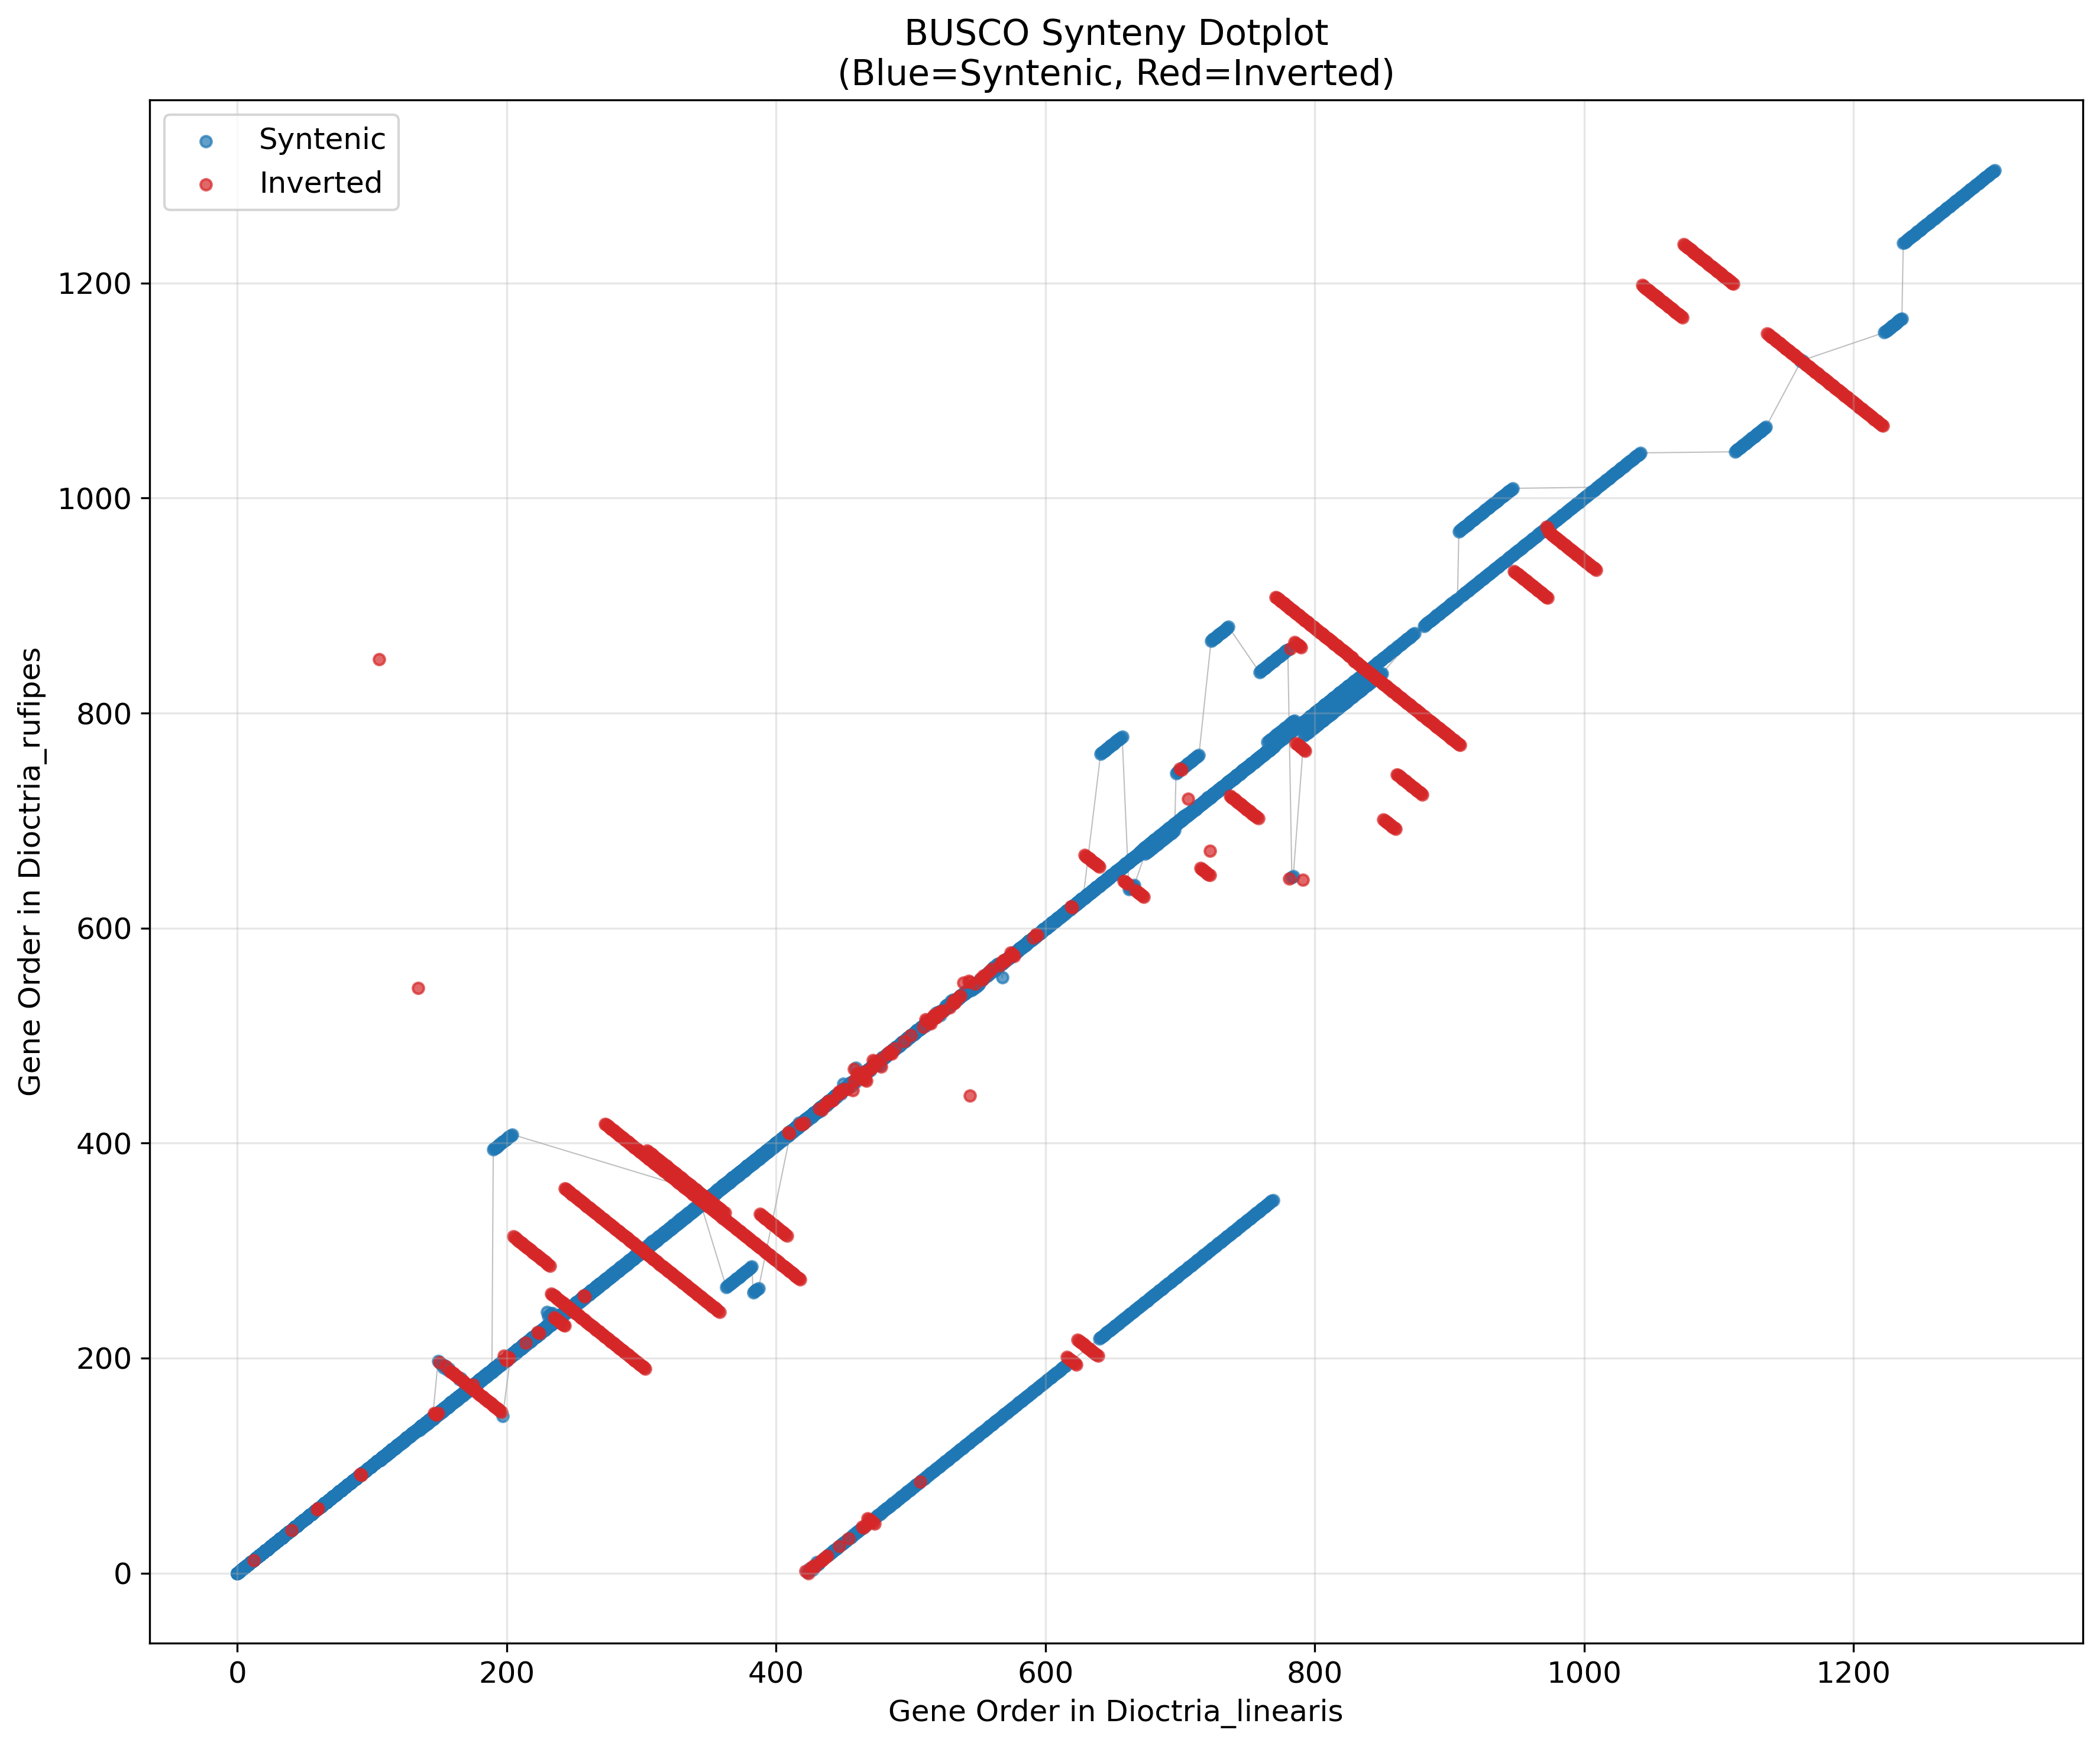 BUSCO Synteny Dotplot
(Blue=Syntenic, Red=Inverted)
Syntenic
Inverted
Gene Order in Dioctria_rufipes
1200
1000
800
600
400
200
0
0 200 400 600 800 1000 1200
Gene Order in Dioctria_linearis